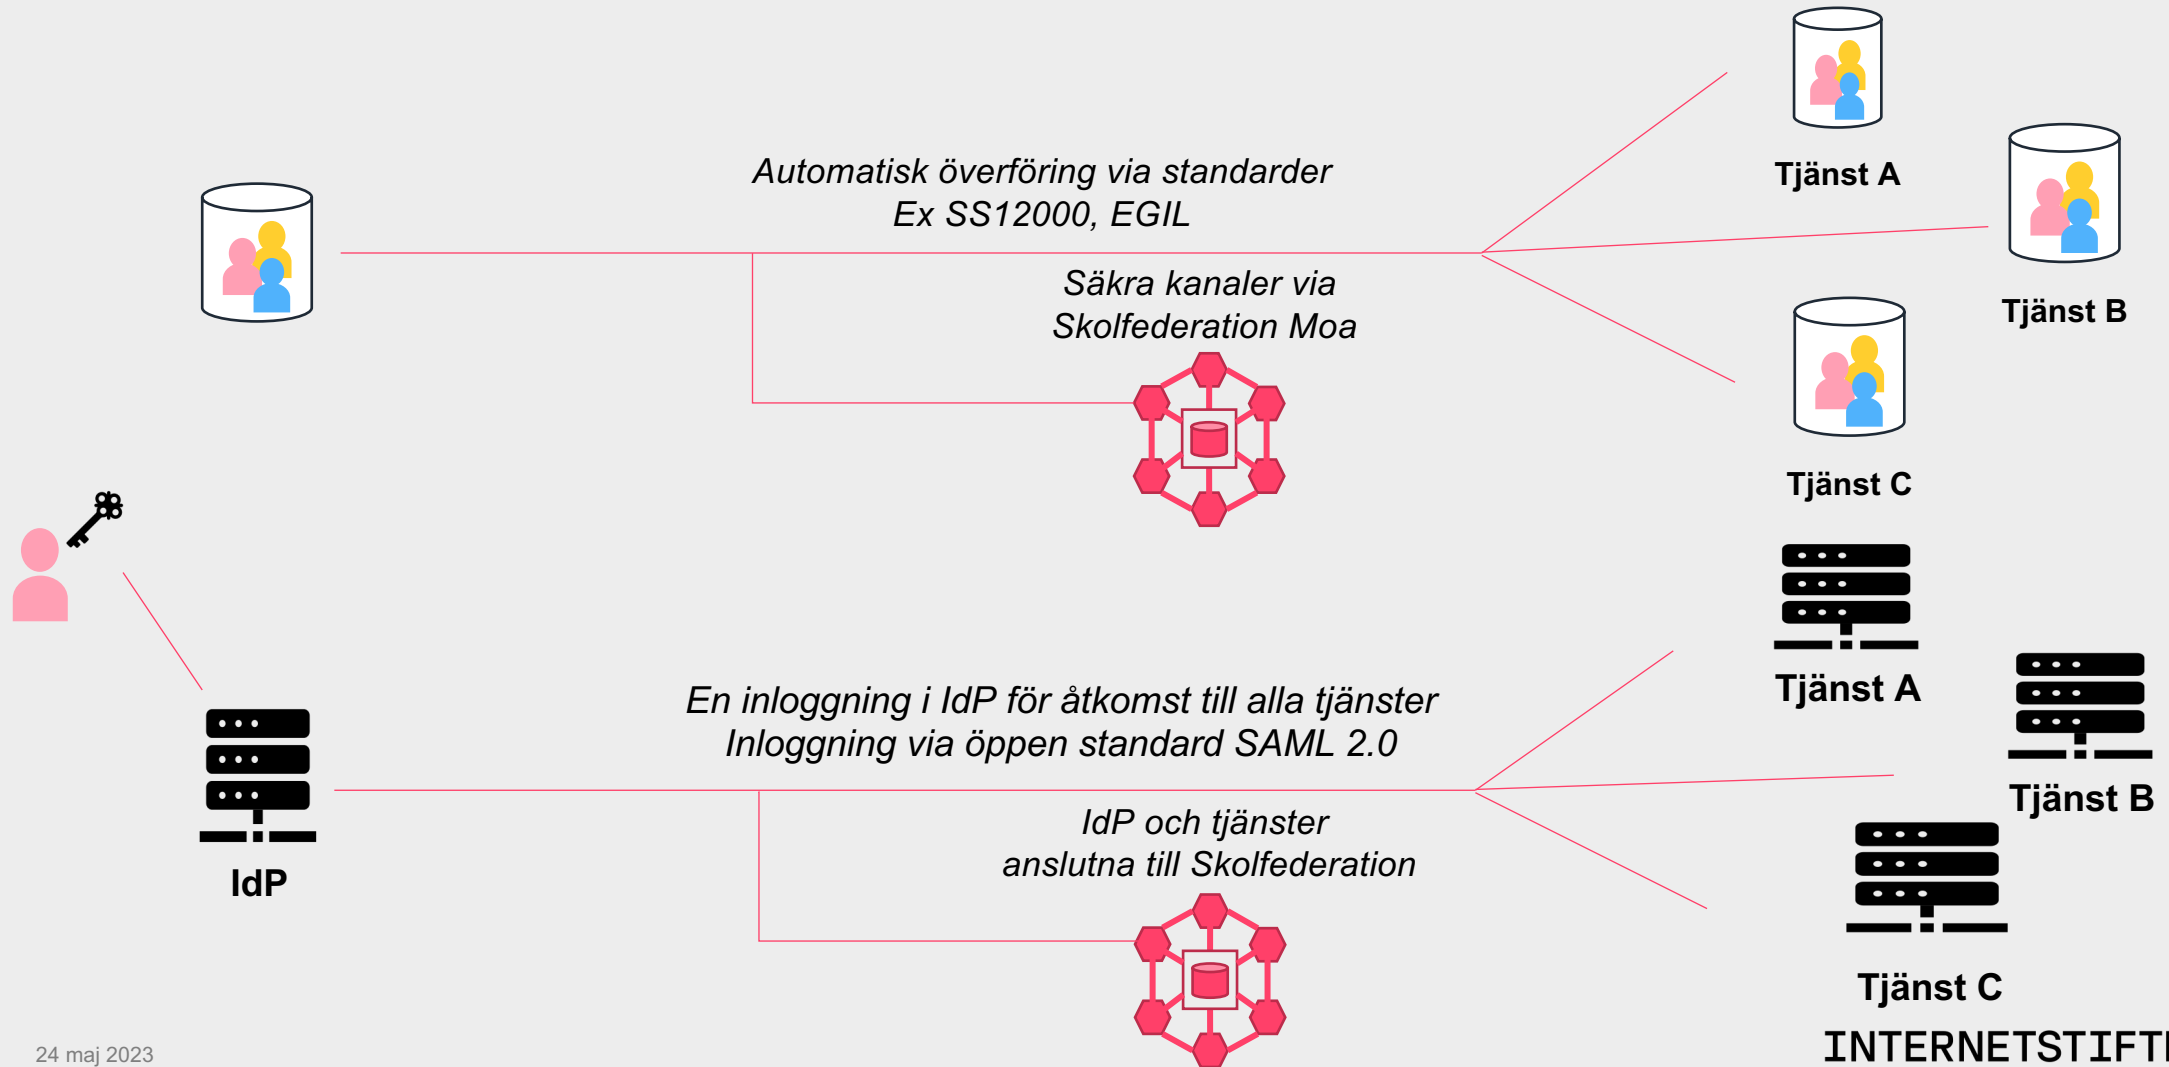 Automatisk överföring via standarder
Ex SS12000, EGIL
Säkra kanaler via
Skolfederation Moa
Tjänst A
Tjänst B
Tjänst C
En inloggning i IdP för åtkomst till alla tjänster
Inloggning via öppen standard SAML 2.0
IdP och tjänster
anslutna till Skolfederation
IdP
Tjänst A
Tjänst B
Tjänst C
24 maj 2023
INTERNETSTIFT